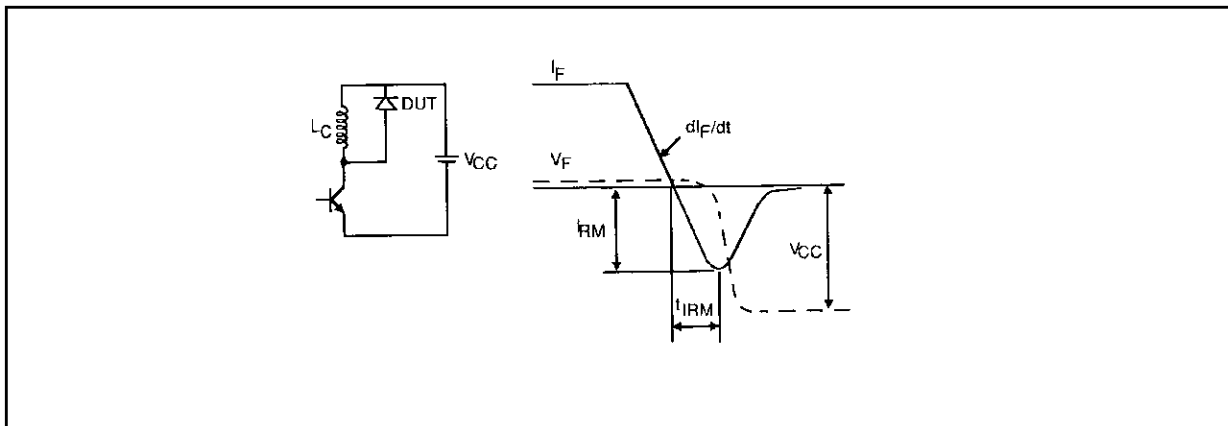 DUT
LC
VCC
IF
dIF/dt
VF
IRM
VCC
tIRM